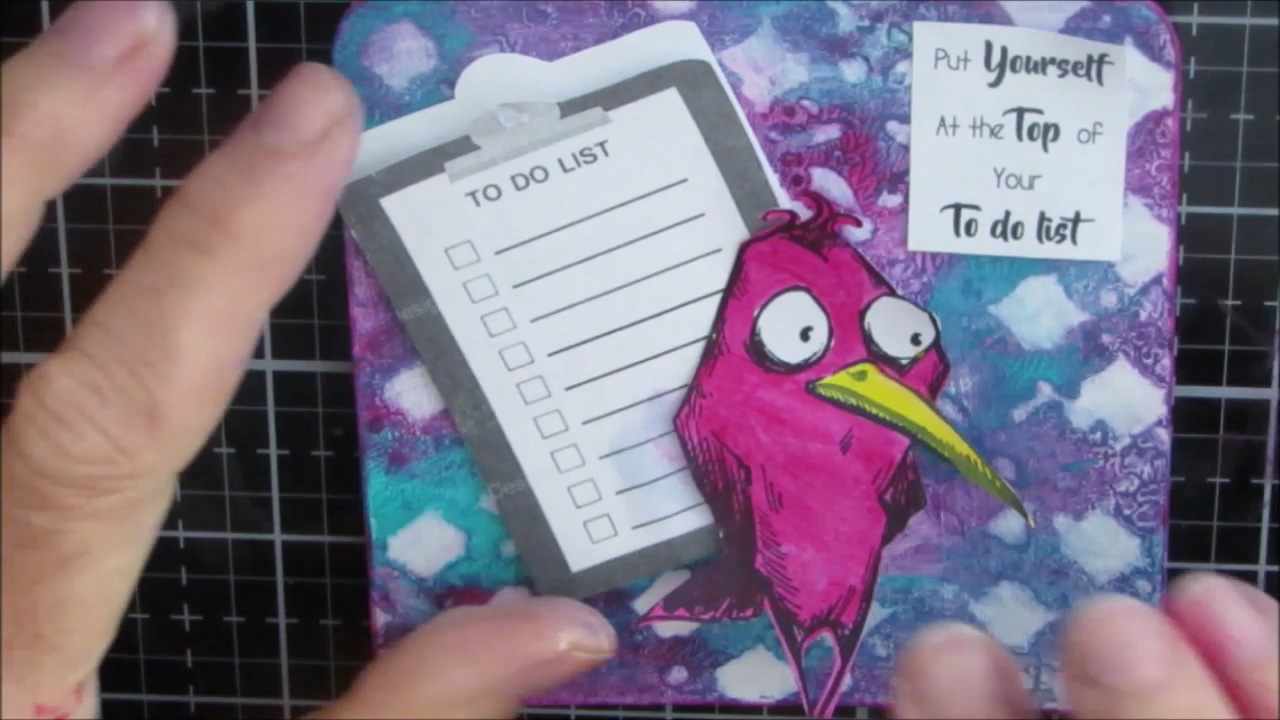 TO DO LIST
Put Yourself
At the Top of
Your
To do list